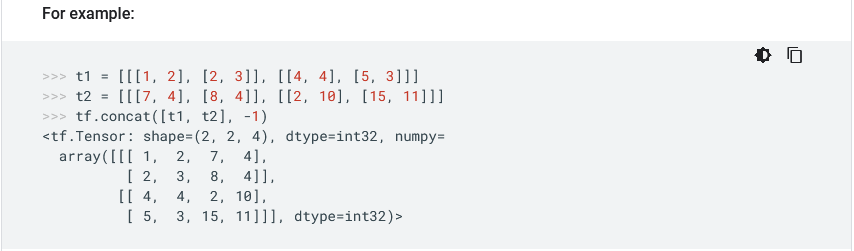 For example:
>>> t1 = [[[1, 2], [2, 3]], [[4, 4], [5, 3]]]
>>> t2 = [[[7, 4], [8, 4]], [[2, 10], [15, 11]]]
>>> tf.concat([t1, t2], -1)
<tf.Tensor: shape=(2, 2, 4), dtype=int32, numpy=
  array([[[ 1,  2,  7,  4],
          [ 2,  3,  8,  4]],
         [[ 4,  4,  2, 10],
          [ 5,  3, 15, 11]]], dtype=int32)>